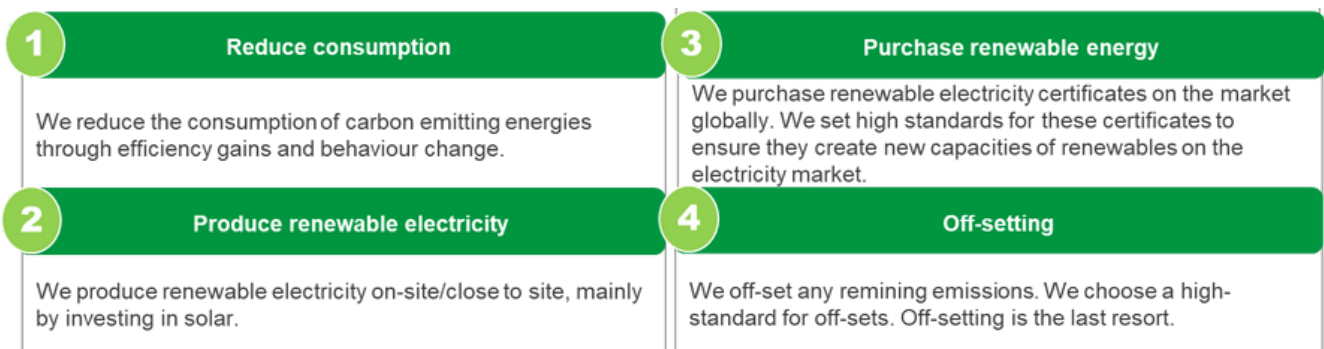 1
Reduce consumption
We reduce the consumption of carbon emitting energies
through efficiency gains and behaviour change.
2
Produce renewable electricity
We produce renewable electricity on-site/close to site, mainly
by investing in solar.
3
Purchase renewable energy
We purchase renewable electricity certificates on the market
globally. We set high standards for these certificates to
ensure they create new capacities of renewables on the
electricity market.
4
Off-setting
We off-set any remining emissions. We choose a high-
standard for off-sets. Off-setting is the last resort.